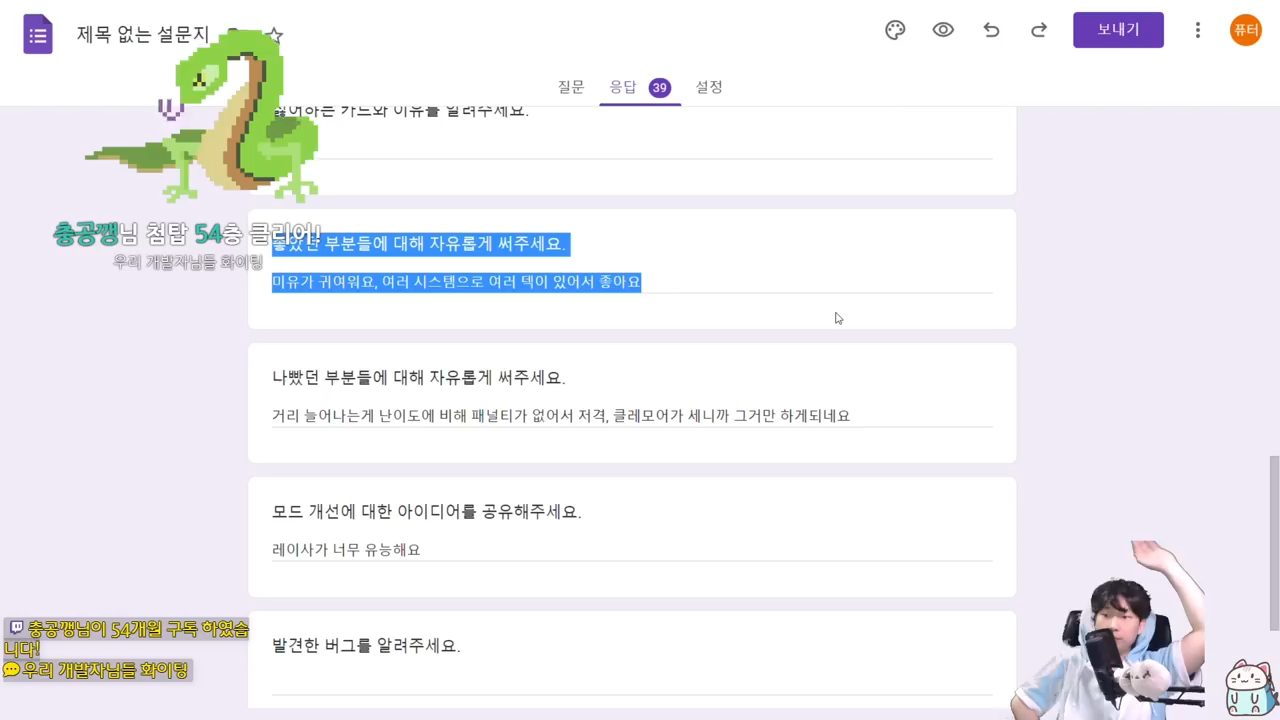 제목 없는 설문지
보내기
퓨터
질문
응답
39
설정
싫어하는 카드와 이유를 알려주세요.
충공깽님 첨탑 54층 클리어!
우리 개발자님들 화이팅
좋았던 부분들에 대해 자유롭게 써주세요.
미유가 귀여워요, 여러 시스템으로 여러 덱이 있어서 좋아요
나빴던 부분들에 대해 자유롭게 써주세요.
거리 늘어나는게 난이도에 비해 패널티가 없어서 저격, 클레모어가 세니까 그거만 하게되네요
모드 개선에 대한 아이디어를 공유해주세요.
레이사가 너무 유능해요
충공깽님이 54개월 구독 하였습
니다!
우리 개발자님들 화이팅
발견한 버그를 알려주세요.